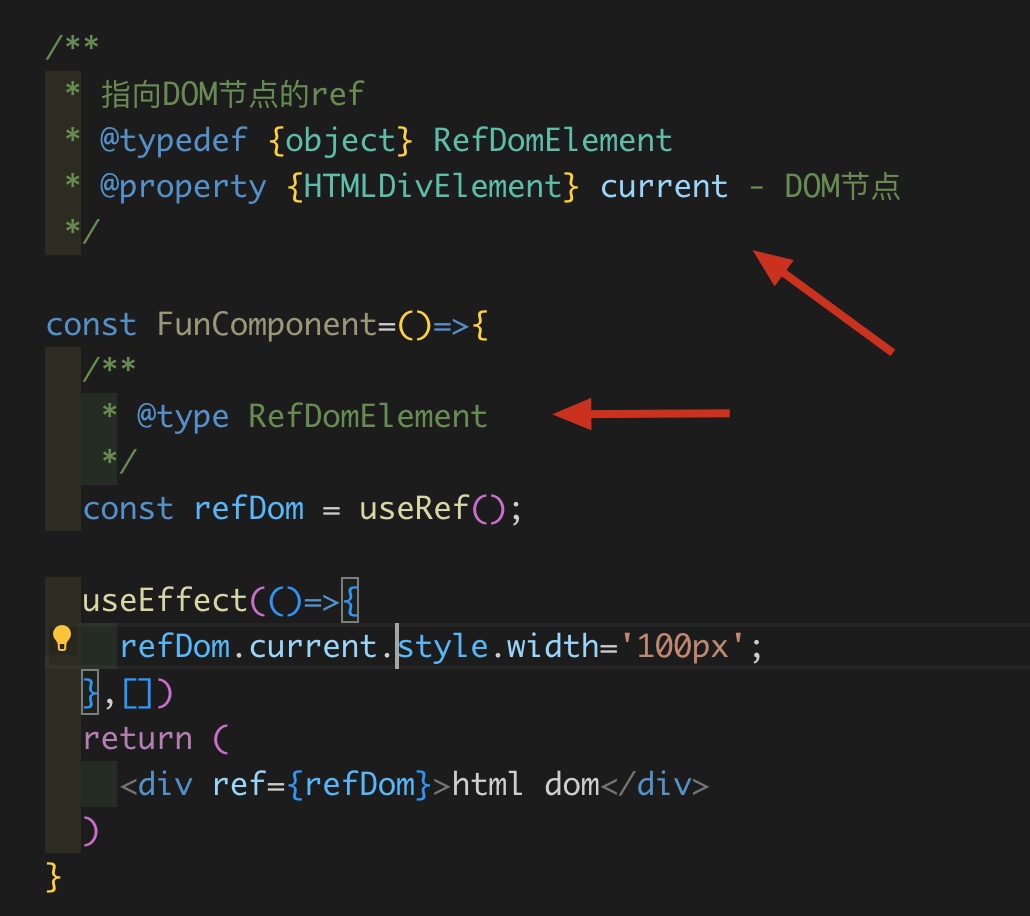 /**
 * 指向DOM节点的ref
 * @typedef {object} RefDomElement
 * @property {HTMLDivElement} current - DOM节点
 */
const FunComponent=()=>{
  /**
   * @type RefDomElement
   */
  const refDom = useRef();
  useEffect(()=>{
    refDom.current.style.width='100px';
  },[])
  return (
    <div ref={refDom}>html dom</div>
  )
}